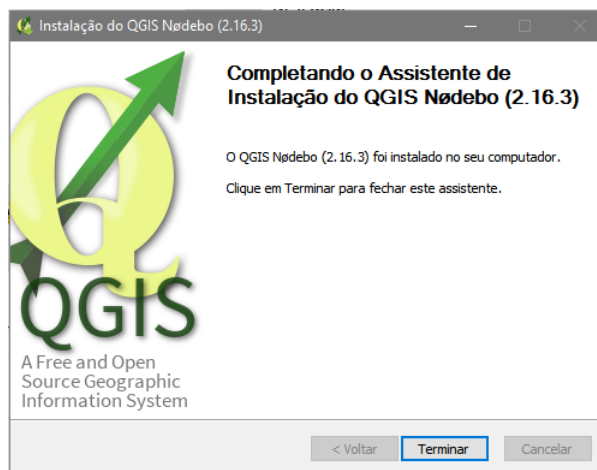 Instalação do QGIS Nødebo (2.16.3)
Completando o Assistente de
Instalação do QGIS Nødebo (2.16.3)
O QGIS Nødebo (2.16.3) foi instalado no seu computador.
Clique em Terminar para fechar este assistente.
QGIS
A Free and Open
Source Geographic
Information System
< Voltar
Terminar
Cancelar